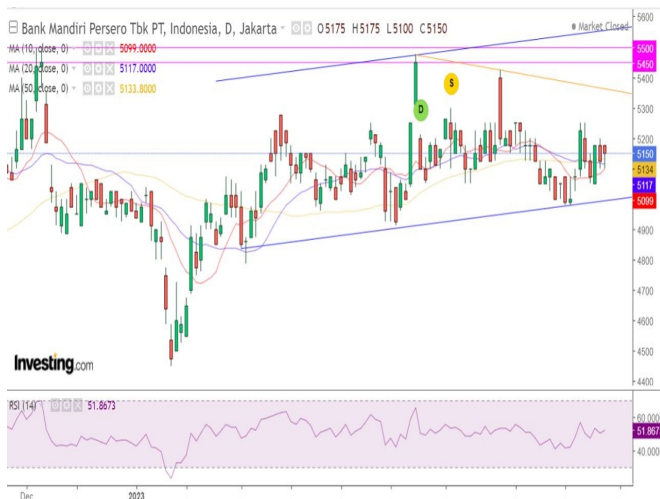 Bank Mandiri Persero Tbk PT, Indonesia, D, Jakarta O5175 H5175 L5100 C5150 Market Closed
MA (10, close, 0) 5099.0000
MA (20, close, 0) 5117.0000
MA (50, close, 0) 5133.8000
5600
5500
5450
5400
5300
5200
5150
5134
5117
5099
4900
4800
4700
4600
4500
4400
D
S
Investing.com
RSI (14) 51.8673
60.000
51.867
40.000
Dec 2023